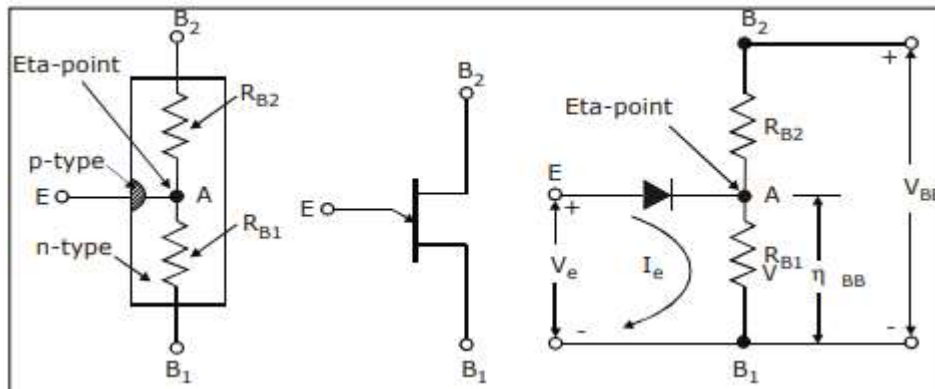 B2
Eta-point
RB2
p-type
E
A
RB1
n-type
B1
B2
E
B1
B2
Eta-point
RB2
E
+
A
Ve
Ie
RB1
V
η BB
-
B1
+
VBB
-